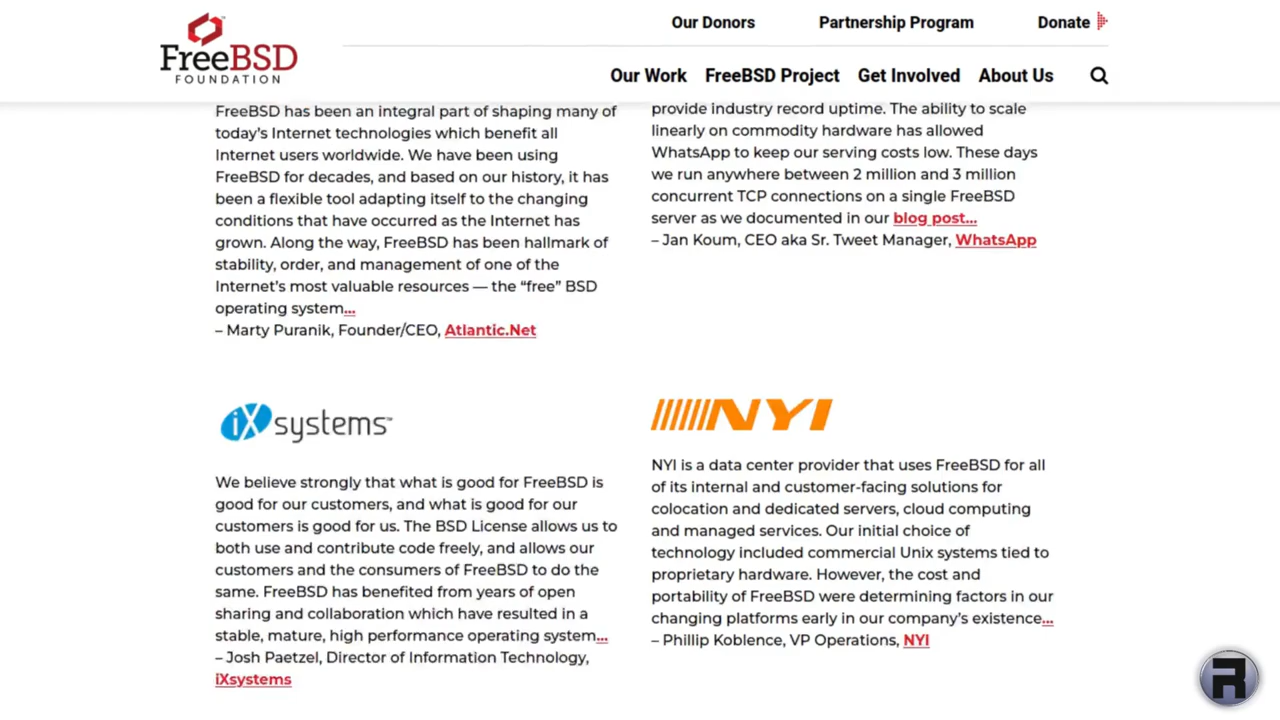 Our Donors
Partnership Program
Donate
FreeBSD
FOUNDATION
Our Work
FreeBSD Project
Get Involved
About Us
FreeBSD has been an integral part of shaping many of
today's Internet technologies which benefit all
Internet users worldwide. We have been using
FreeBSD for decades, and based on our history, it has
been a flexible tool adapting itself to the changing
conditions that have occurred as the Internet has
grown. Along the way, FreeBSD has been hallmark of
stability, order, and management of one of the
Internet's most valuable resources — the “free” BSD
operating system...
– Marty Puranik, Founder/CEO, Atlantic.Net
provide industry record uptime. The ability to scale
linearly on commodity hardware has allowed
WhatsApp to keep our serving costs low. These days
we run anywhere between 2 million and 3 million
concurrent TCP connections on a single FreeBSD
server as we documented in our blog post...
– Jan Koum, CEO aka Sr. Tweet Manager, WhatsApp
iXsystems™
We believe strongly that what is good for FreeBSD is
good for our customers, and what is good for our
customers is good for us. The BSD License allows us to
both use and contribute code freely, and allows our
customers and the consumers of FreeBSD to do the
same. FreeBSD has benefited from years of open
sharing and collaboration which have resulted in a
stable, mature, high performance operating system...
– Josh Paetzel, Director of Information Technology,
iXsystems
NYI
NYI is a data center provider that uses FreeBSD for all
of its internal and customer-facing solutions for
colocation and dedicated servers, cloud computing
and managed services. Our initial choice of
technology included commercial Unix systems tied to
proprietary hardware. However, the cost and
portability of FreeBSD were determining factors in our
changing platforms early in our company's existence...
– Phillip Koblence, VP Operations, NYI
R